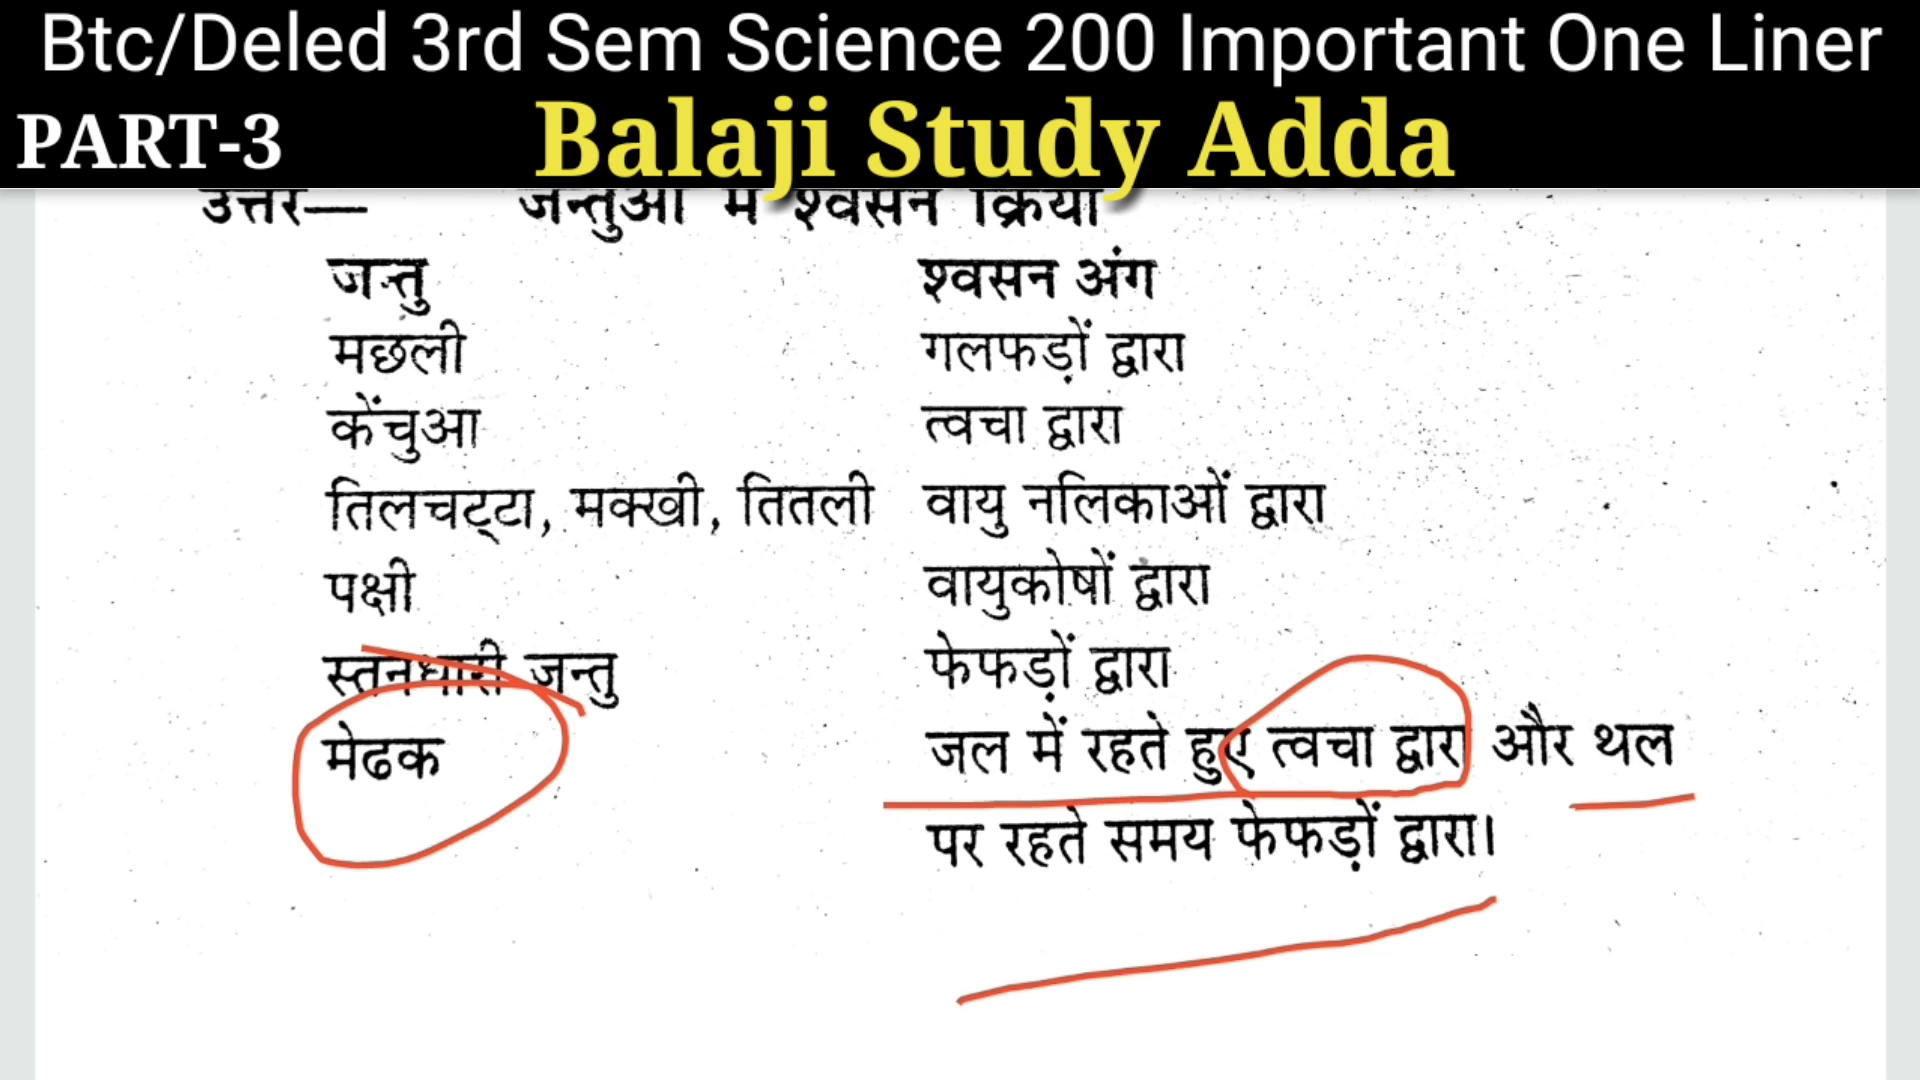 Btc/Deled 3rd Sem Science 200 Important One Liner
PART-3 Balaji Study Adda
उत्तर— जन्तुओं में श्वसन क्रिया
जन्तु श्वसन अंग
मछली गलफड़ों द्वारा
केंचुआ त्वचा द्वारा
तिलचट्टा, मक्खी, तितली वायु नलिकाओं द्वारा
पक्षी वायुकोषों द्वारा
स्तनधारी जन्तु फेफड़ों द्वारा
मेढक जल में रहते हुए त्वचा द्वारा और थल
पर रहते समय फेफड़ों द्वारा।